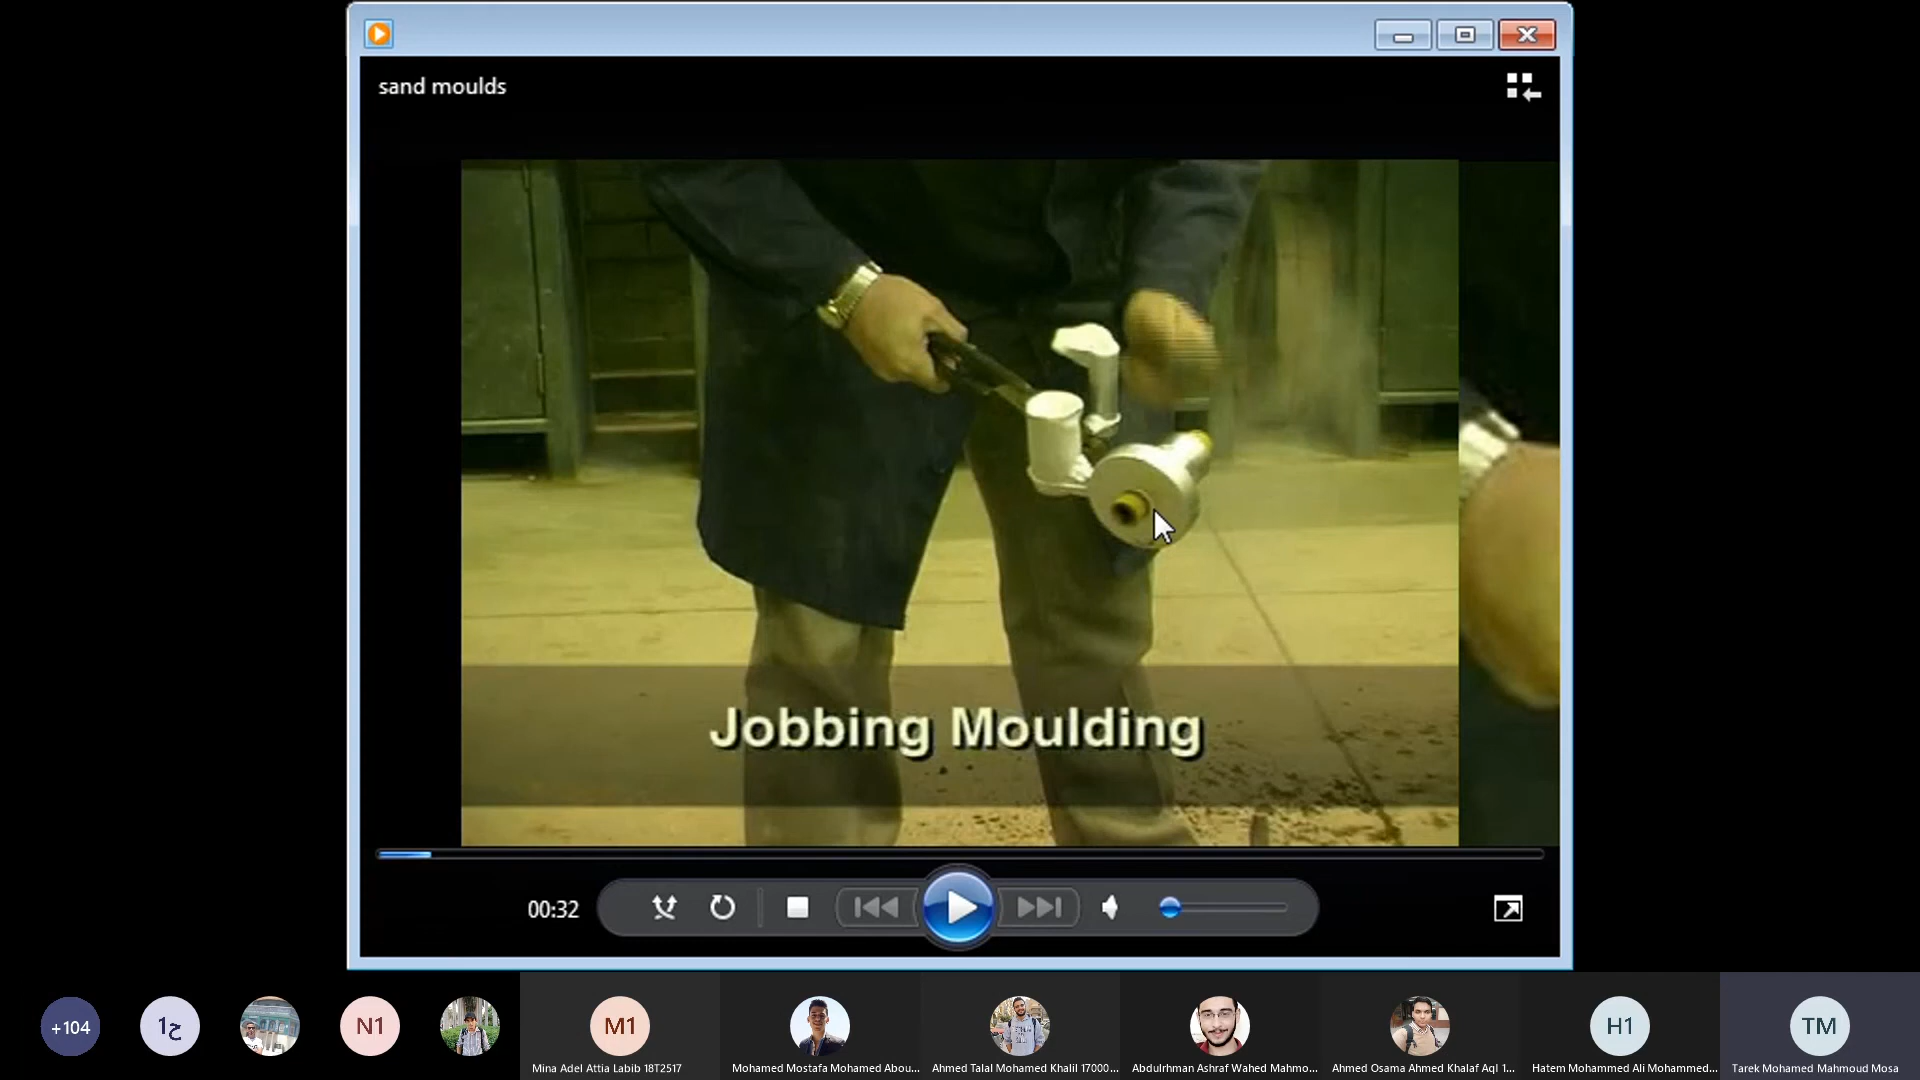 sand moulds
Jobbing Moulding
00:32
+104
ح1
N1
M1
H1
TM
Mina Adel Attia Labib 18T2517
Mohamed Mostafa Mohamed Abou...
Ahmed Talal Mohamed Khalil 17000...
Abdulrhman Ashraf Wahed Mahmo...
Ahmed Osama Ahmed Khalaf Aql 1...
Hatem Mohammed Ali Mohammed...
Tarek Mohamed Mahmoud Mosa